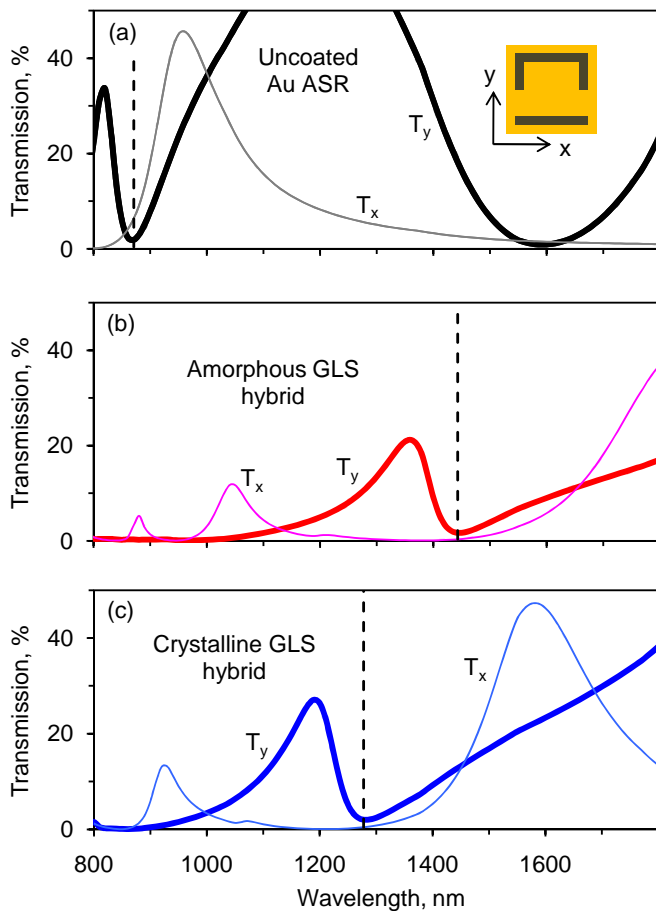 (a)
Uncoated
Au ASR
y
x
Ty
Tx
Transmission, %
40
20
0
(b)
Amorphous GLS
hybrid
Tx
Ty
Transmission, %
40
20
0
(c)
Crystalline GLS
hybrid
Ty
Tx
Transmission, %
40
20
0
800 1000 1200 1400 1600
Wavelength, nm